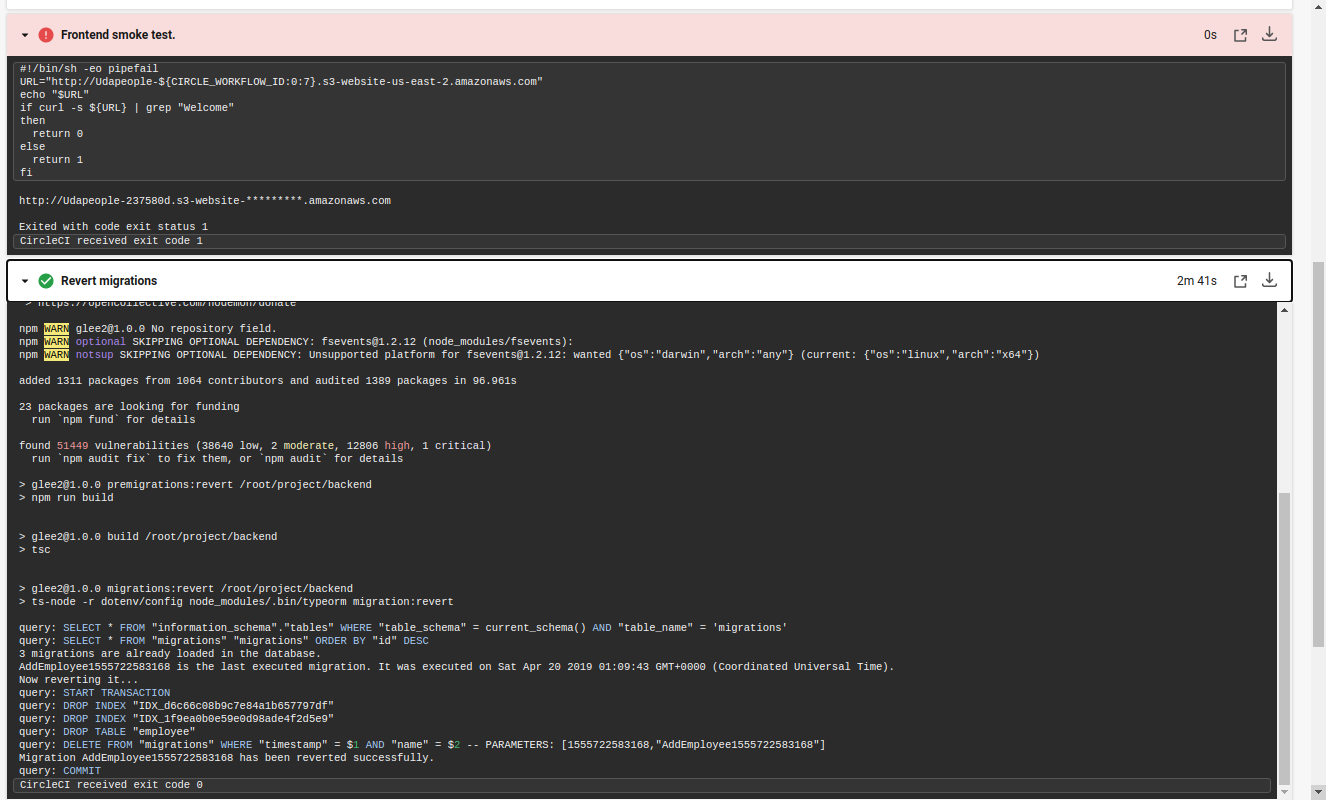 Frontend smoke test.
0s
#!/bin/sh -eo pipefail
URL="http://Udapeople-${CIRCLE_WORKFLOW_ID:0:7}.s3-website-us-east-2.amazonaws.com"
echo "$URL"
if curl -s ${URL} | grep "Welcome"
then
  return 0
else
  return 1
fi
http://Udapeople-237580d.s3-website-*********.amazonaws.com
Exited with code exit status 1
CircleCI received exit code 1
Revert migrations
2m 41s
> https://opencollective.com/nodemon/donate
npm WARN glee2@1.0.0 No repository field.
npm WARN optional SKIPPING OPTIONAL DEPENDENCY: fsevents@1.2.12 (node_modules/fsevents):
npm WARN notsup SKIPPING OPTIONAL DEPENDENCY: Unsupported platform for fsevents@1.2.12: wanted {"os":"darwin","arch":"any"} (current: {"os":"linux","arch":"x64"})
added 1311 packages from 1064 contributors and audited 1389 packages in 96.961s
23 packages are looking for funding
  run `npm fund` for details
found 51449 vulnerabilities (38640 low, 2 moderate, 12806 high, 1 critical)
  run `npm audit fix` to fix them, or `npm audit` for details
> glee2@1.0.0 premigrations:revert /root/project/backend
> npm run build
> glee2@1.0.0 build /root/project/backend
> tsc
> glee2@1.0.0 migrations:revert /root/project/backend
> ts-node -r dotenv/config node_modules/.bin/typeorm migration:revert
query: SELECT * FROM "information_schema"."tables" WHERE "table_schema" = current_schema() AND "table_name" = 'migrations'
query: SELECT * FROM "migrations" "migrations" ORDER BY "id" DESC
3 migrations are already loaded in the database.
AddEmployee1555722583168 is the last executed migration. It was executed on Sat Apr 20 2019 01:09:43 GMT+0000 (Coordinated Universal Time).
Now reverting it...
query: START TRANSACTION
query: DROP INDEX "IDX_d6c66c08b9c7e84a1b657797df"
query: DROP INDEX "IDX_1f9ea0b0e59e0d98ade4f2d5e9"
query: DROP TABLE "employee"
query: DELETE FROM "migrations" WHERE "timestamp" = $1 AND "name" = $2 -- PARAMETERS: [1555722583168,"AddEmployee1555722583168"]
Migration AddEmployee1555722583168 has been reverted successfully.
query: COMMIT
CircleCI received exit code 0